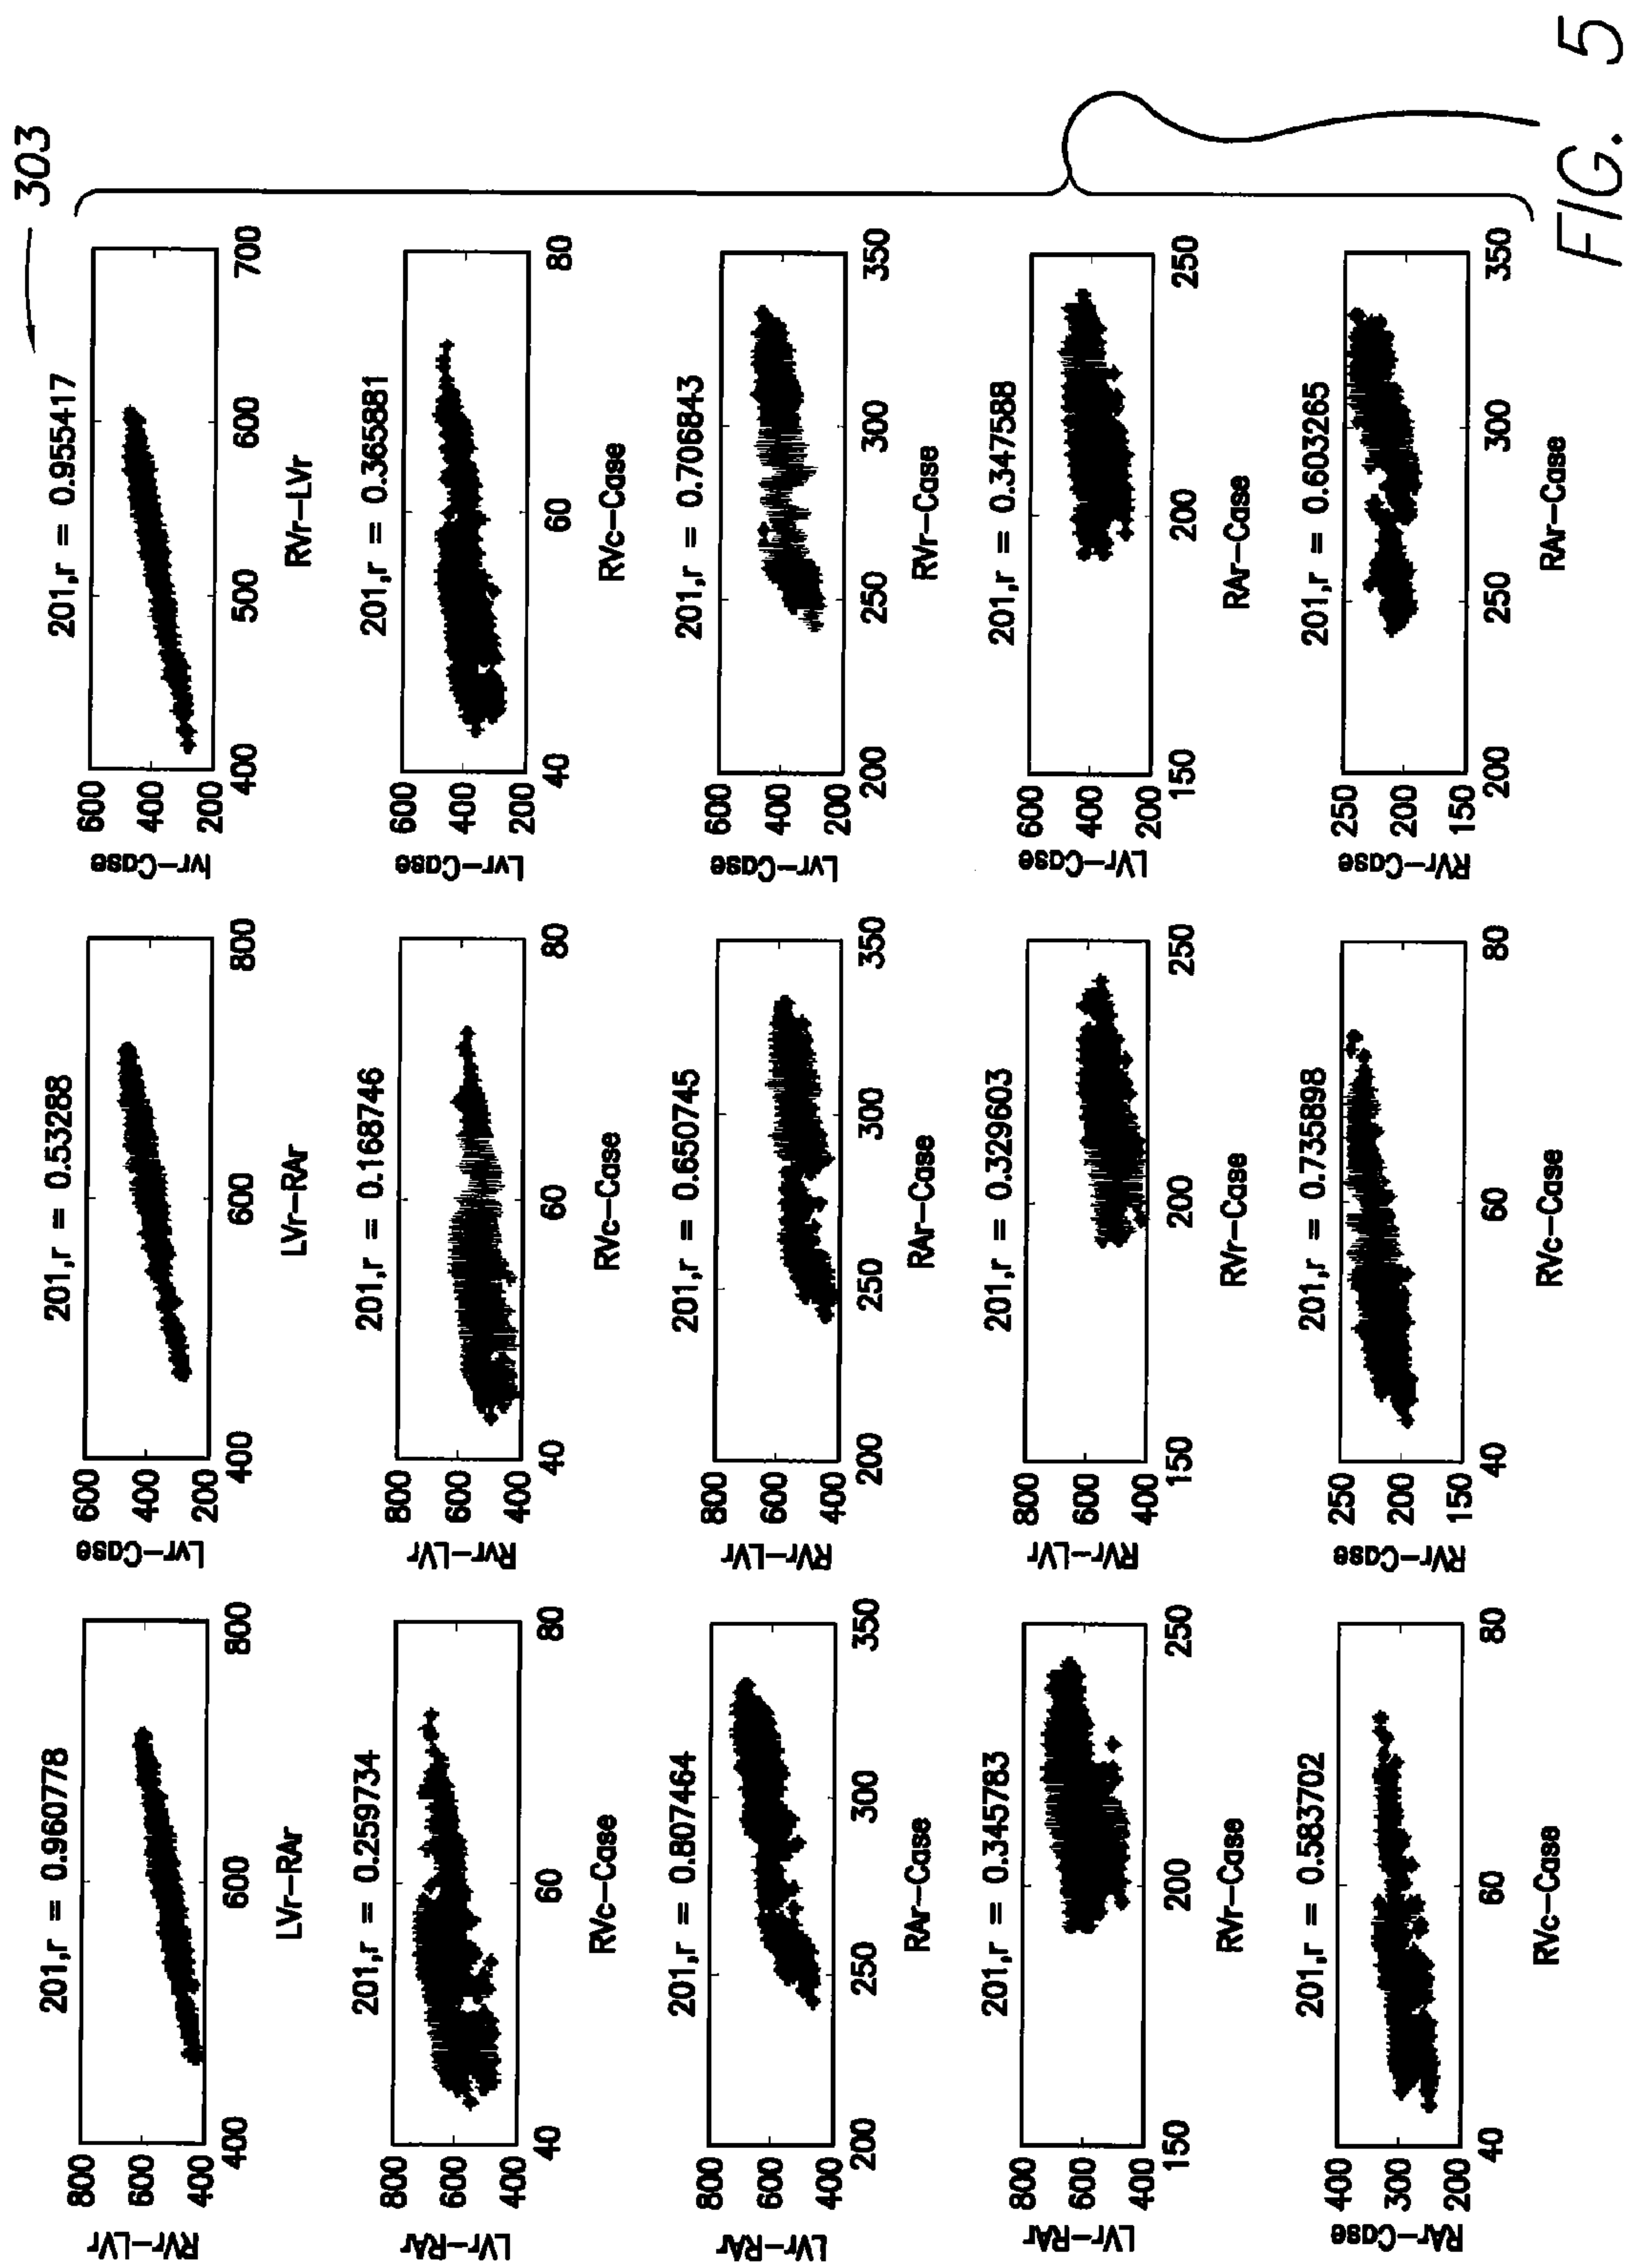 303
201,r = 0.960778
RVr–LVr
800
600
400
400 600 800
LVr–RAr
201,r = 0.53288
Lvr–Case
600
400
200
400 600 800
LVr–RAr
201,r = 0.955417
lvr–Case
600
400
200
400 500 600 700
RVr–LVr
201,r = 0.259734
LVr–RAr
800
600
400
40 60 80
RVc–Case
201,r = 0.168746
RVr–LVr
800
600
400
40 60 80
RVc–Case
201,r = 0.365881
Lvr–Case
600
400
200
40 60 80
RVc–Case
201,r = 0.807464
LVr–RAr
800
600
400
200 250 300 350
RAr–Case
201,r = 0.650745
RVr–LVr
800
600
400
200 250 300 350
RAr–Case
201,r = 0.706843
Lvr–Case
600
400
200
200 250 300 350
RVr–Case
201,r = 0.345783
LVr–RAr
800
600
400
150 200 250
RVr–Case
201,r = 0.329603
RVr–LVr
800
600
400
150 200 250
RVr–Case
201,r = 0.347588
LVr–Case
600
400
200
150 200 250
RAr–Case
201,r = 0.583702
RAr–Case
400
300
200
40 60 80
RVc–Case
201,r = 0.735898
RVr–Case
250
200
150
40 60 80
RVc–Case
201,r = 0.603265
RVr–Case
250
200
150
200 250 300 350
RAr–Case
FIG. 5